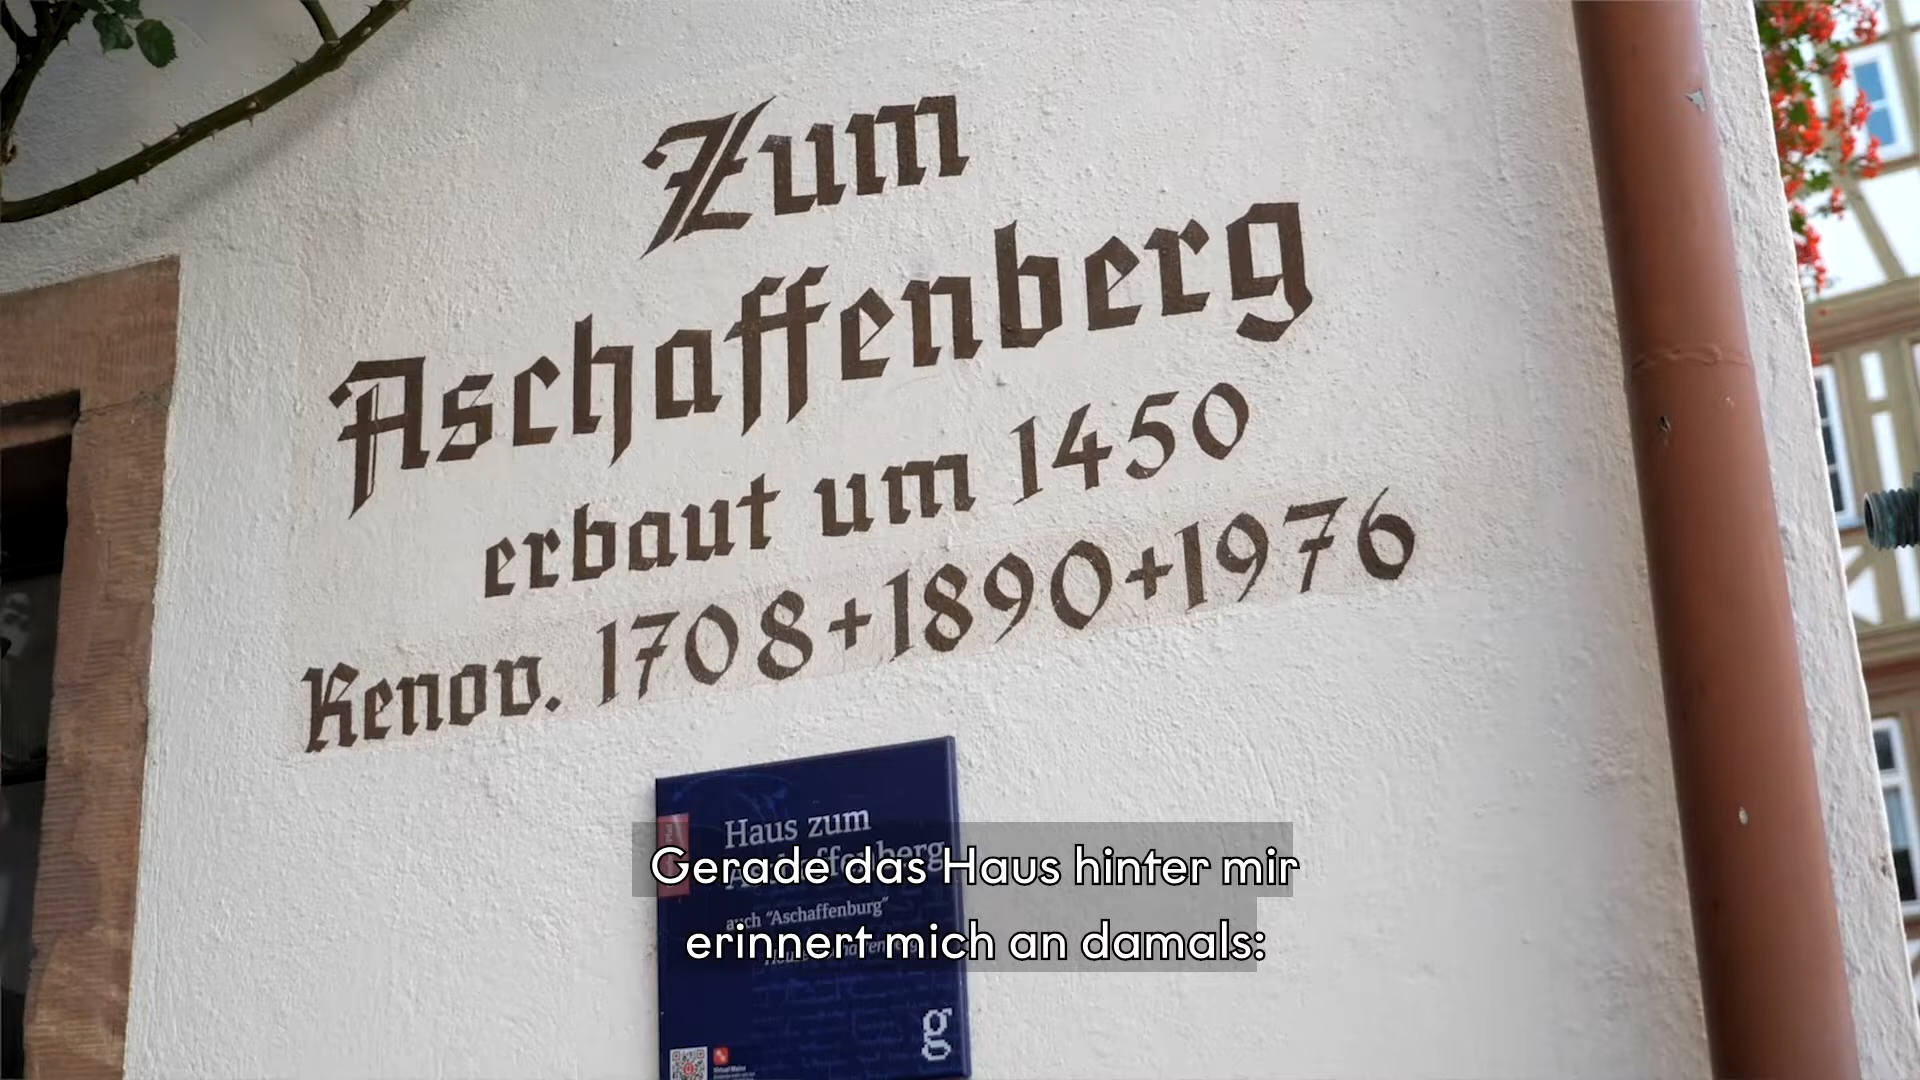 Zum
Aschaffenberg
erbaut um 1450
Renov. 1708+1890+1976
Haus zum
Aschaffenberg
auch "Aschaffenburg"
Gerade das Haus hinter mir
erinnert mich an damals:
g